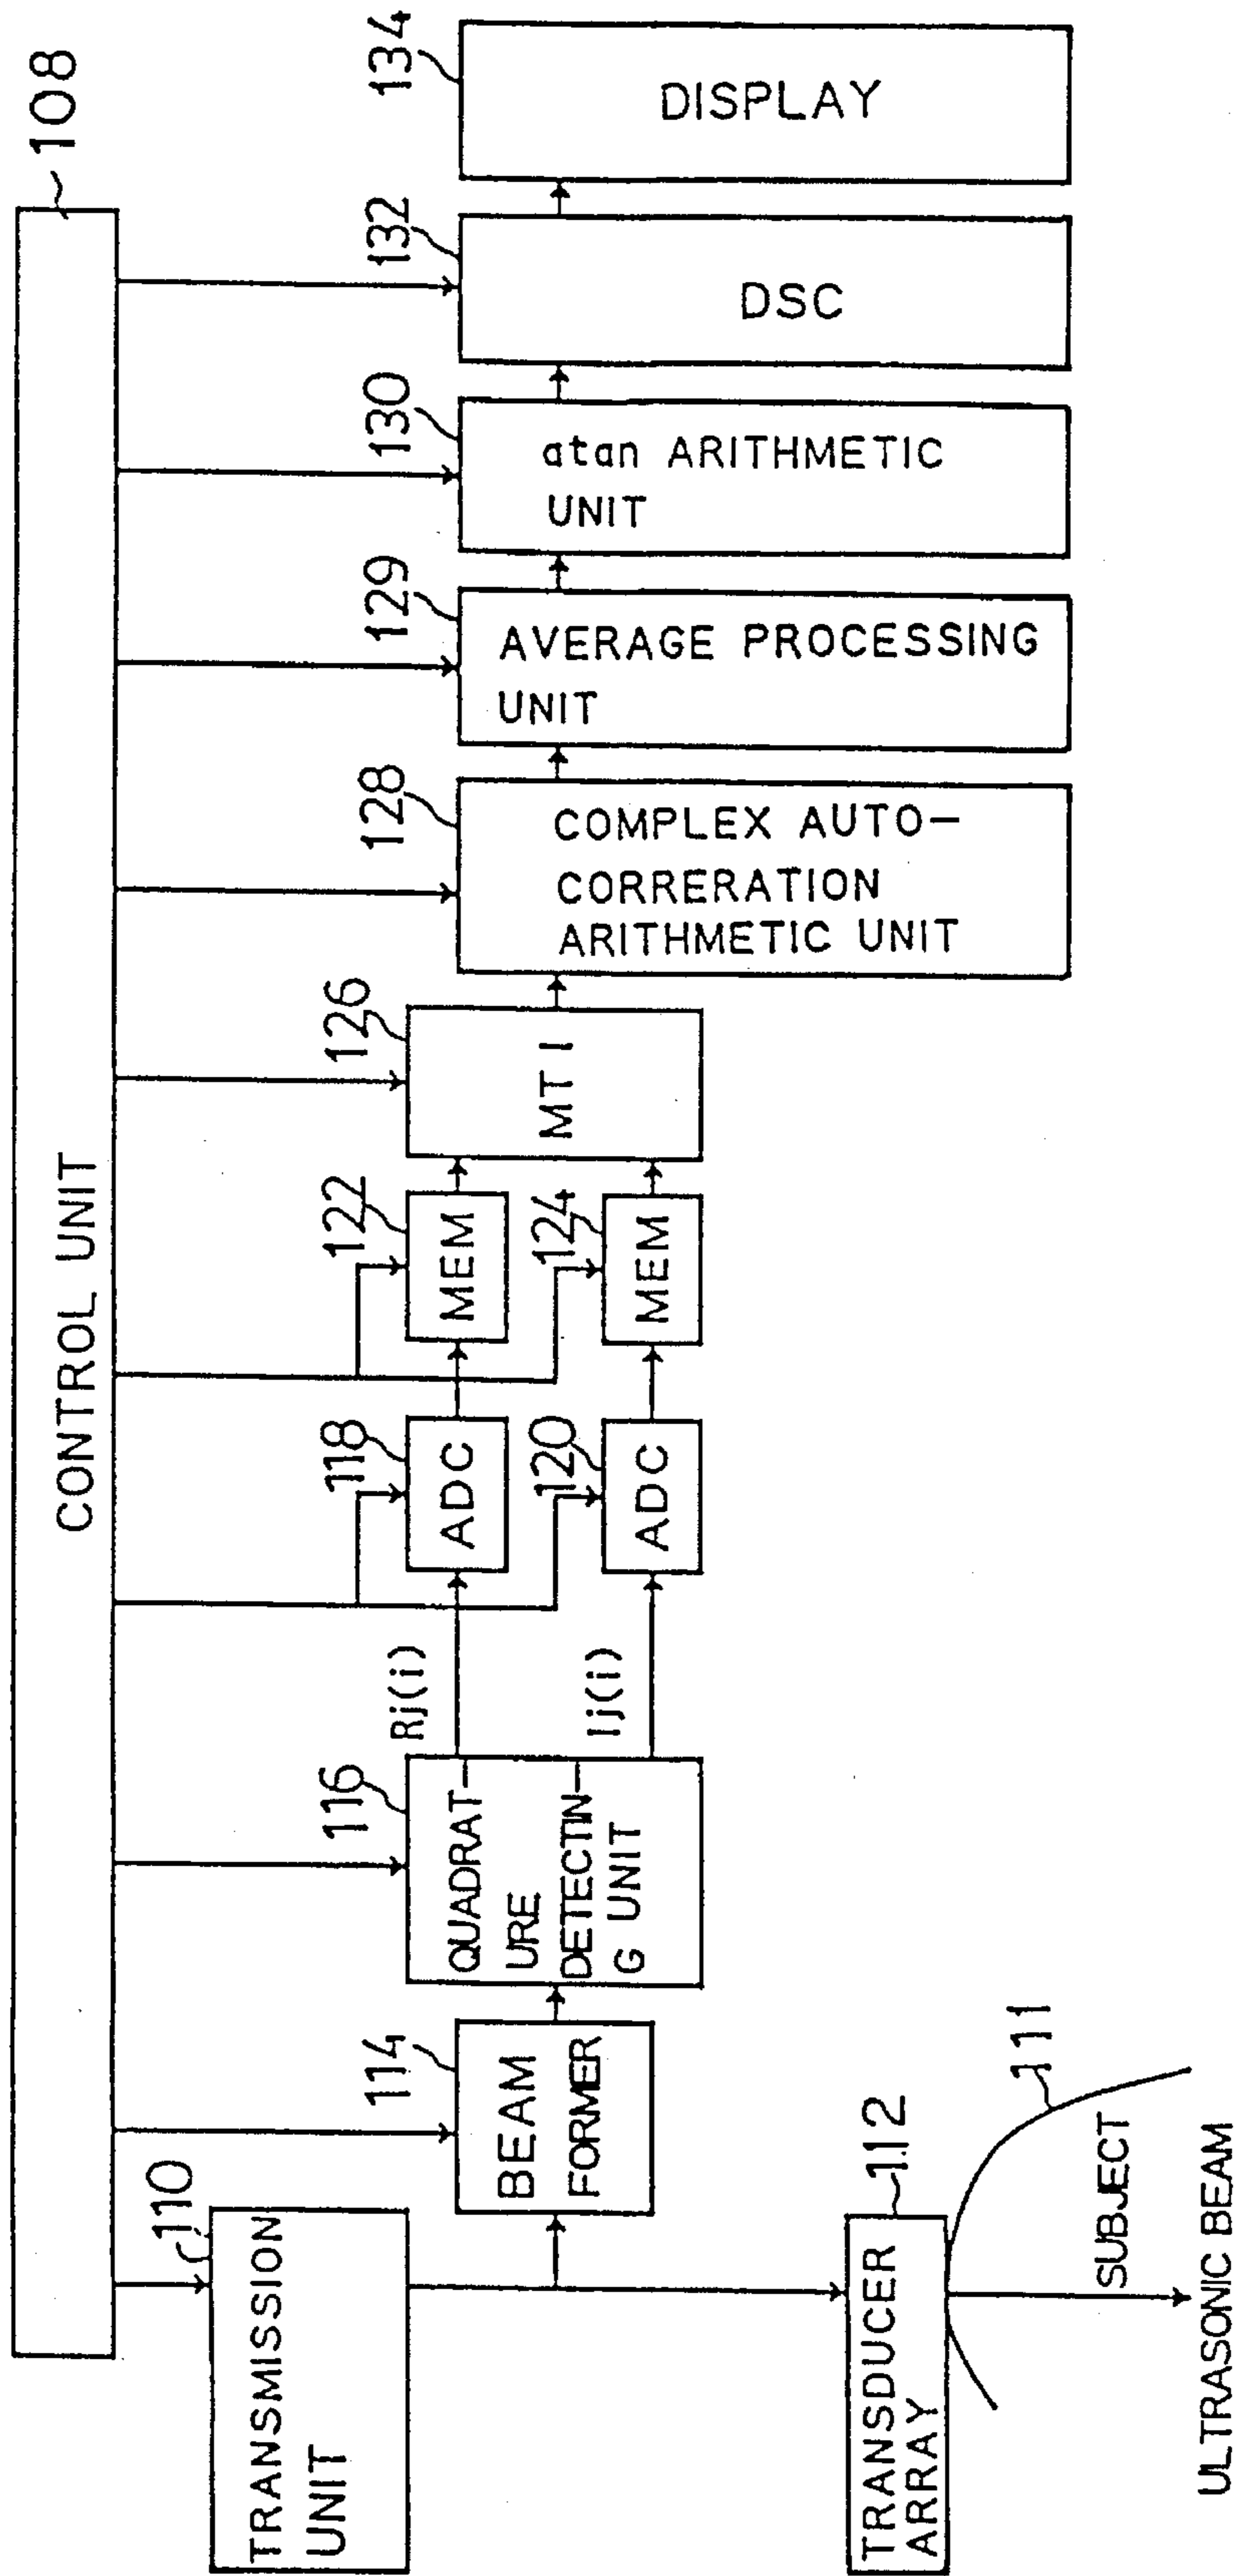 108
CONTROL UNIT
110
TRANSMISSION
UNIT
114
BEAM
FORMER
116
QUADRAT-
URE
DETECTIN-
G UNIT
Rj(i)
Ij(i)
118
ADC
120
ADC
122
MEM
124
MEM
126
MTI
128
COMPLEX AUTO-
CORRERATION
ARITHMETIC UNIT
129
AVERAGE PROCESSING
UNIT
130
atan ARITHMETIC
UNIT
132
DSC
134
DISPLAY
112
TRANSDUCER
ARRAY
111
SUBJECT
ULTRASONIC BEAM